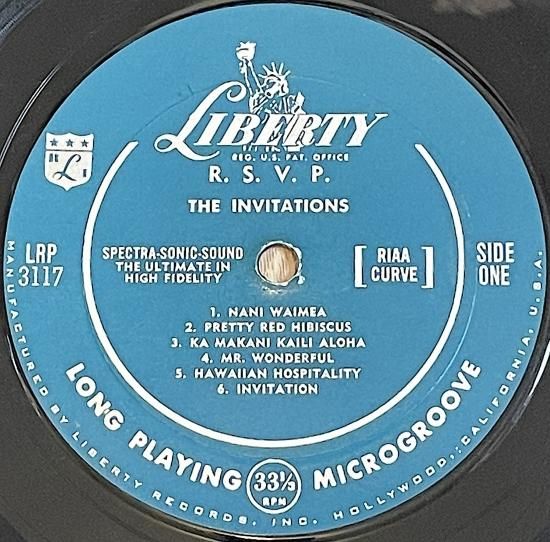 LIBERTY
REG. U.S. PAT. OFFICE
L
R. S. V. P.
THE INVITATIONS
LRP
3117
SPECTRA-SONIC-SOUND
THE ULTIMATE IN
HIGH FIDELITY
[ RIAA
CURVE ]
SIDE
ONE
1. NANI WAIMEA
2. PRETTY RED HIBISCUS
3. KA MAKANI KAILI ALOHA
4. MR. WONDERFUL
5. HAWAIIAN HOSPITALITY
6. INVITATION
LONG PLAYING 33⅓ RPM MICROGROOVE
MANUFACTURED BY LIBERTY RECORDS, INC. HOLLYWOOD, CALIFORNIA, U.S.A.